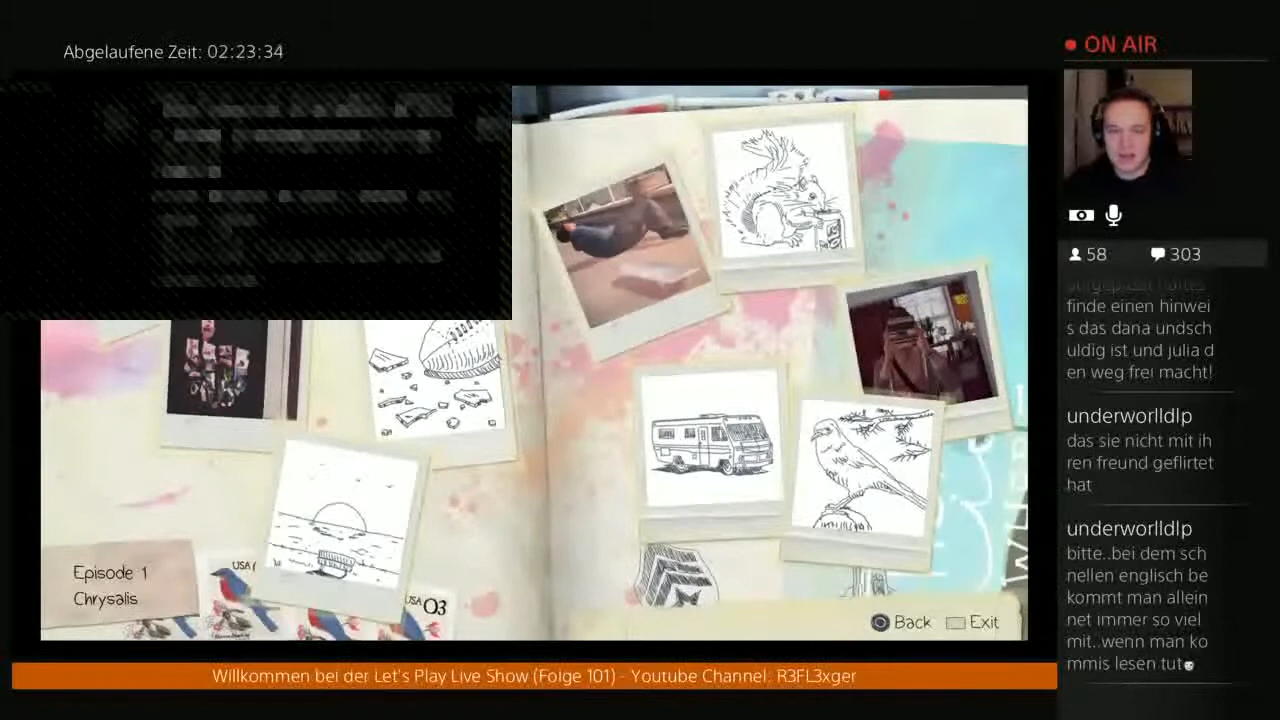 Abgelaufene Zeit: 02:23:34
ON AIR
58
303
finde einen hinwei
s das dana undsch
uldig ist und julia d
en weg frei macht!
underworlldlp
das sie nicht mit ih
ren freund geflirtet
hat
underworlldlp
bitte..bei dem sch
nellen englisch be
kommt man allein
net immer so viel
mit..wenn man ko
mmis lesen tut
Episode 1
Chrysalis
USA
USA 03
Back
Exit
Willkommen bei der Let's Play Live Show (Folge 101) - Youtube Channel: R3FL3xger